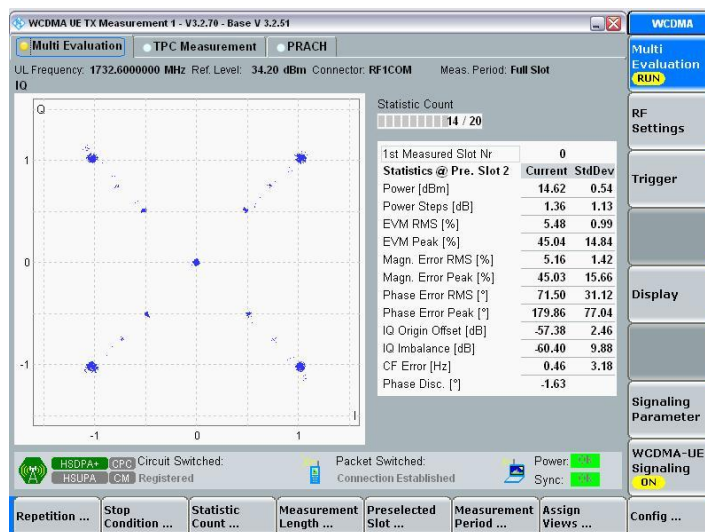 WCDMA UE TX Measurement 1 - V3.2.70 - Base V 3.2.51
WCDMA
Multi Evaluation
TPC Measurement
PRACH
Multi
Evaluation
RUN
UL Frequency: 1732.6000000 MHz Ref. Level: 34.20 dBm Connector: RF1COM Meas. Period: Full Slot
IQ
Q
1
0
-1
-1 0 1
I
Statistic Count
14 / 20
1st Measured Slot Nr 0
Statistics @ Pre. Slot 2 Current StdDev
Power [dBm] 14.62 0.54
Power Steps [dB] 1.36 1.13
EVM RMS [%] 5.48 0.99
EVM Peak [%] 45.04 14.84
Magn. Error RMS [%] 5.16 1.42
Magn. Error Peak [%] 45.03 15.66
Phase Error RMS [°] 71.50 31.12
Phase Error Peak [°] 179.86 77.04
IQ Origin Offset [dB] -57.38 2.46
IQ Imbalance [dB] -60.40 9.88
CF Error [Hz] 0.46 3.18
Phase Disc. [°] -1.63
RF
Settings
Trigger
Display
Signaling
Parameter
WCDMA-UE
Signaling
ON
HSDPA+ CPC Circuit Switched: Packet Switched: Power:
HSUPA CM Registered Connection Established Sync:
Repetition ...
Stop
Condition ...
Statistic
Count ...
Measurement
Length ...
Preselected
Slot ...
Measurement
Period ...
Assign
Views ...
Config ...